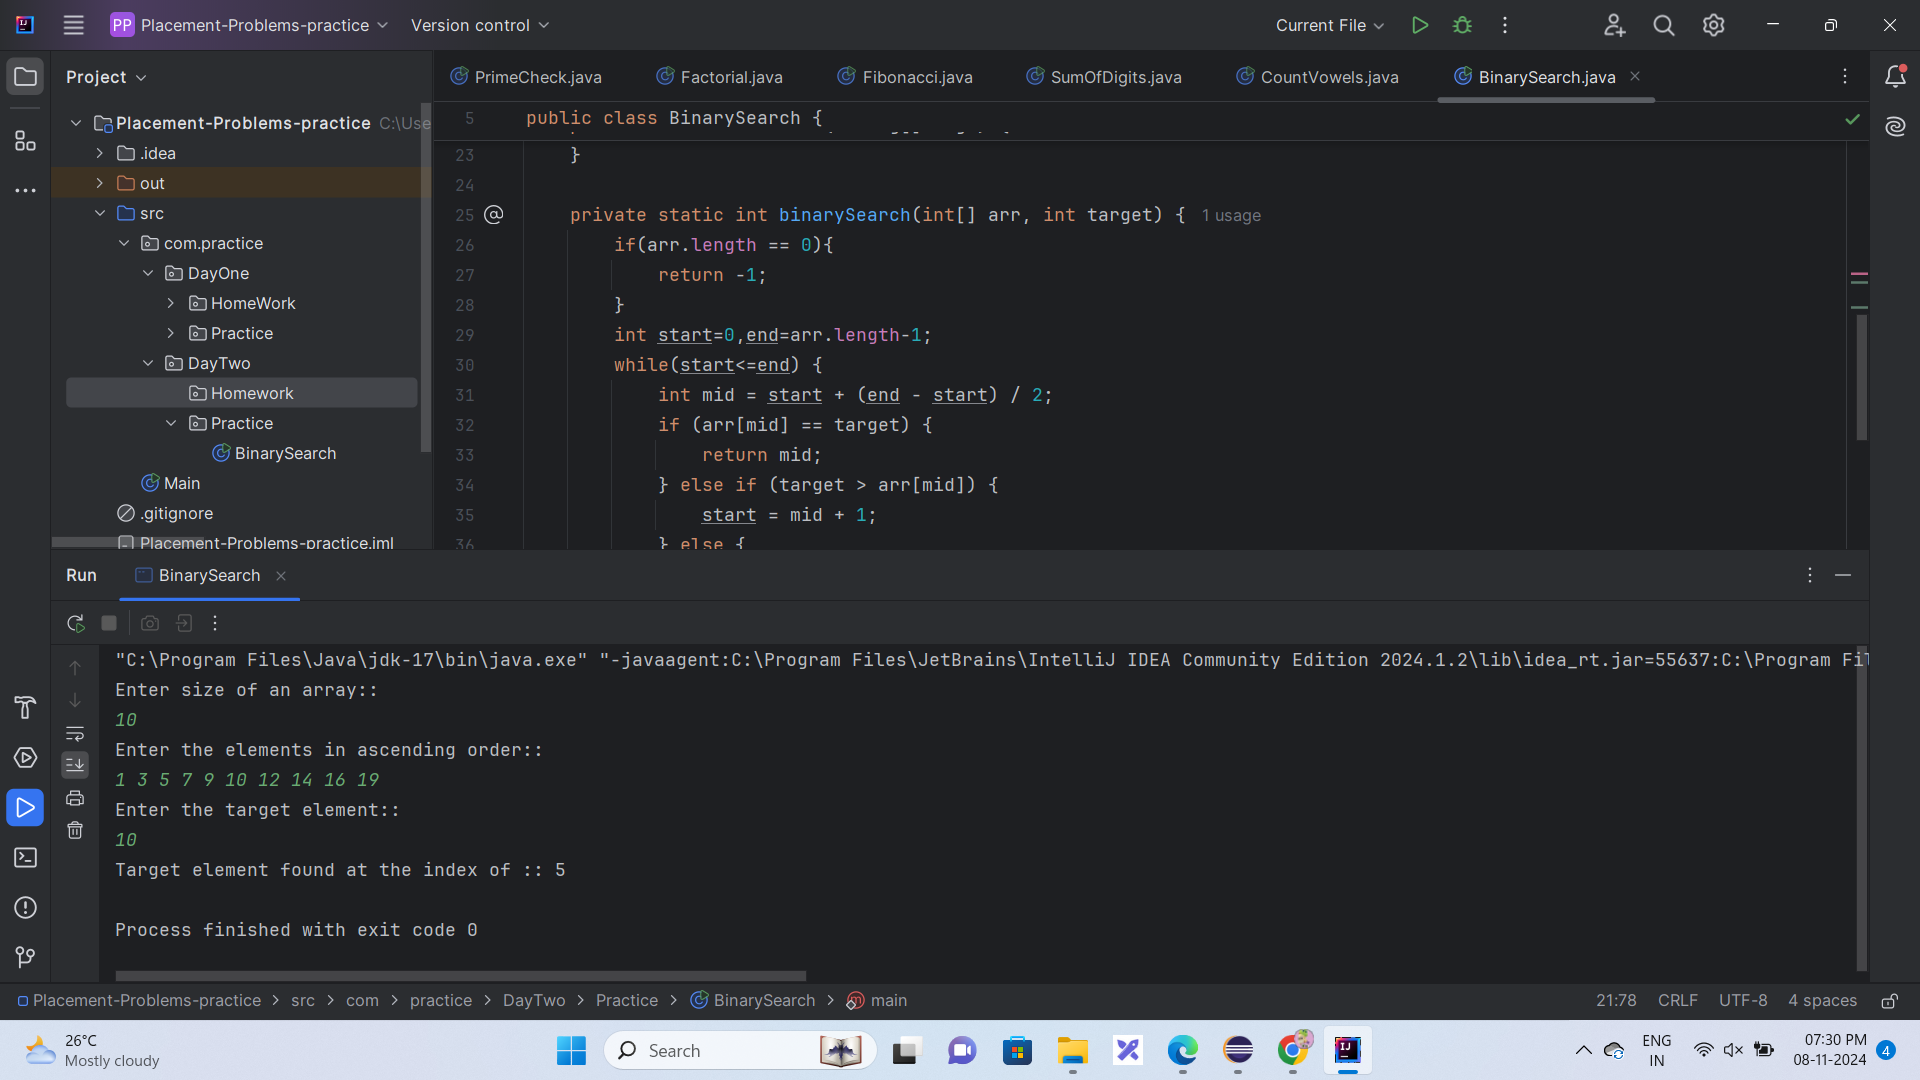 PP Placement-Problems-practice Version control Current File
Project
PrimeCheck.java Factorial.java Fibonacci.java SumOfDigits.java CountVowels.java BinarySearch.java
Placement-Problems-practice C:\Use
.idea
out
src
com.practice
DayOne
HomeWork
Practice
DayTwo
Homework
Practice
BinarySearch
Main
.gitignore
Placement-Problems-practice.iml
5 public class BinarySearch {
23 }
24
25 @ private static int binarySearch(int[] arr, int target) { 1 usage
26 if(arr.length == 0){
27 return -1;
28 }
29 int start=0,end=arr.length-1;
30 while(start<=end) {
31 int mid = start + (end - start) / 2;
32 if (arr[mid] == target) {
33 return mid;
34 } else if (target > arr[mid]) {
35 start = mid + 1;
36 } else {
Run BinarySearch
"C:\Program Files\Java\jdk-17\bin\java.exe" "-javaagent:C:\Program Files\JetBrains\IntelliJ IDEA Community Edition 2024.1.2\lib\idea_rt.jar=55637:C:\Program Fil
Enter size of an array::
10
Enter the elements in ascending order::
1 3 5 7 9 10 12 14 16 19
Enter the target element::
10
Target element found at the index of :: 5
Process finished with exit code 0
Placement-Problems-practice > src > com > practice > DayTwo > Practice > BinarySearch > main 21:78 CRLF UTF-8 4 spaces
26°C
Mostly cloudy
Search
ENG
IN
07:30 PM
08-11-2024
4